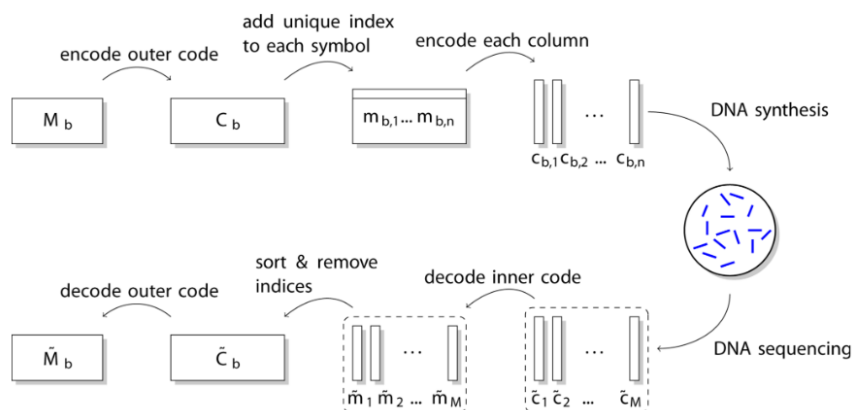 add unique index
to each symbol
encode outer code
encode each column
M b
C b
m b,1... m b,n
...
c b,1 c b,2 ... c b,n
DNA synthesis
sort & remove
indices
decode outer code
decode inner code
DNA sequencing
M̃ b
C̃ b
...
m̃ 1 m̃ 2 ... m̃ M
...
c̃ 1 c̃ 2 ... c̃ M